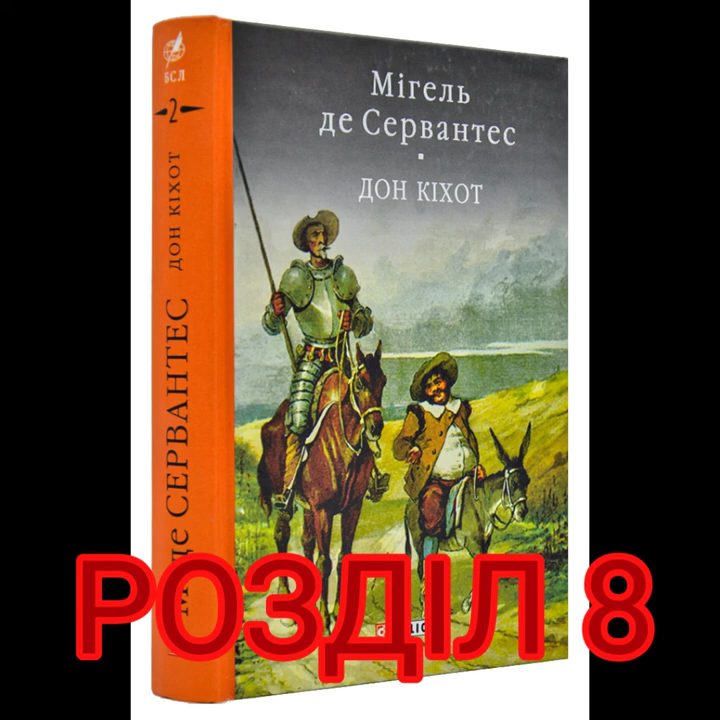 БСЛ
2
ДОН КІХОТ
де СЕРВАНТЕС
Мігель
де Сервантес
ДОН КІХОТ
РОЗДІЛ 8